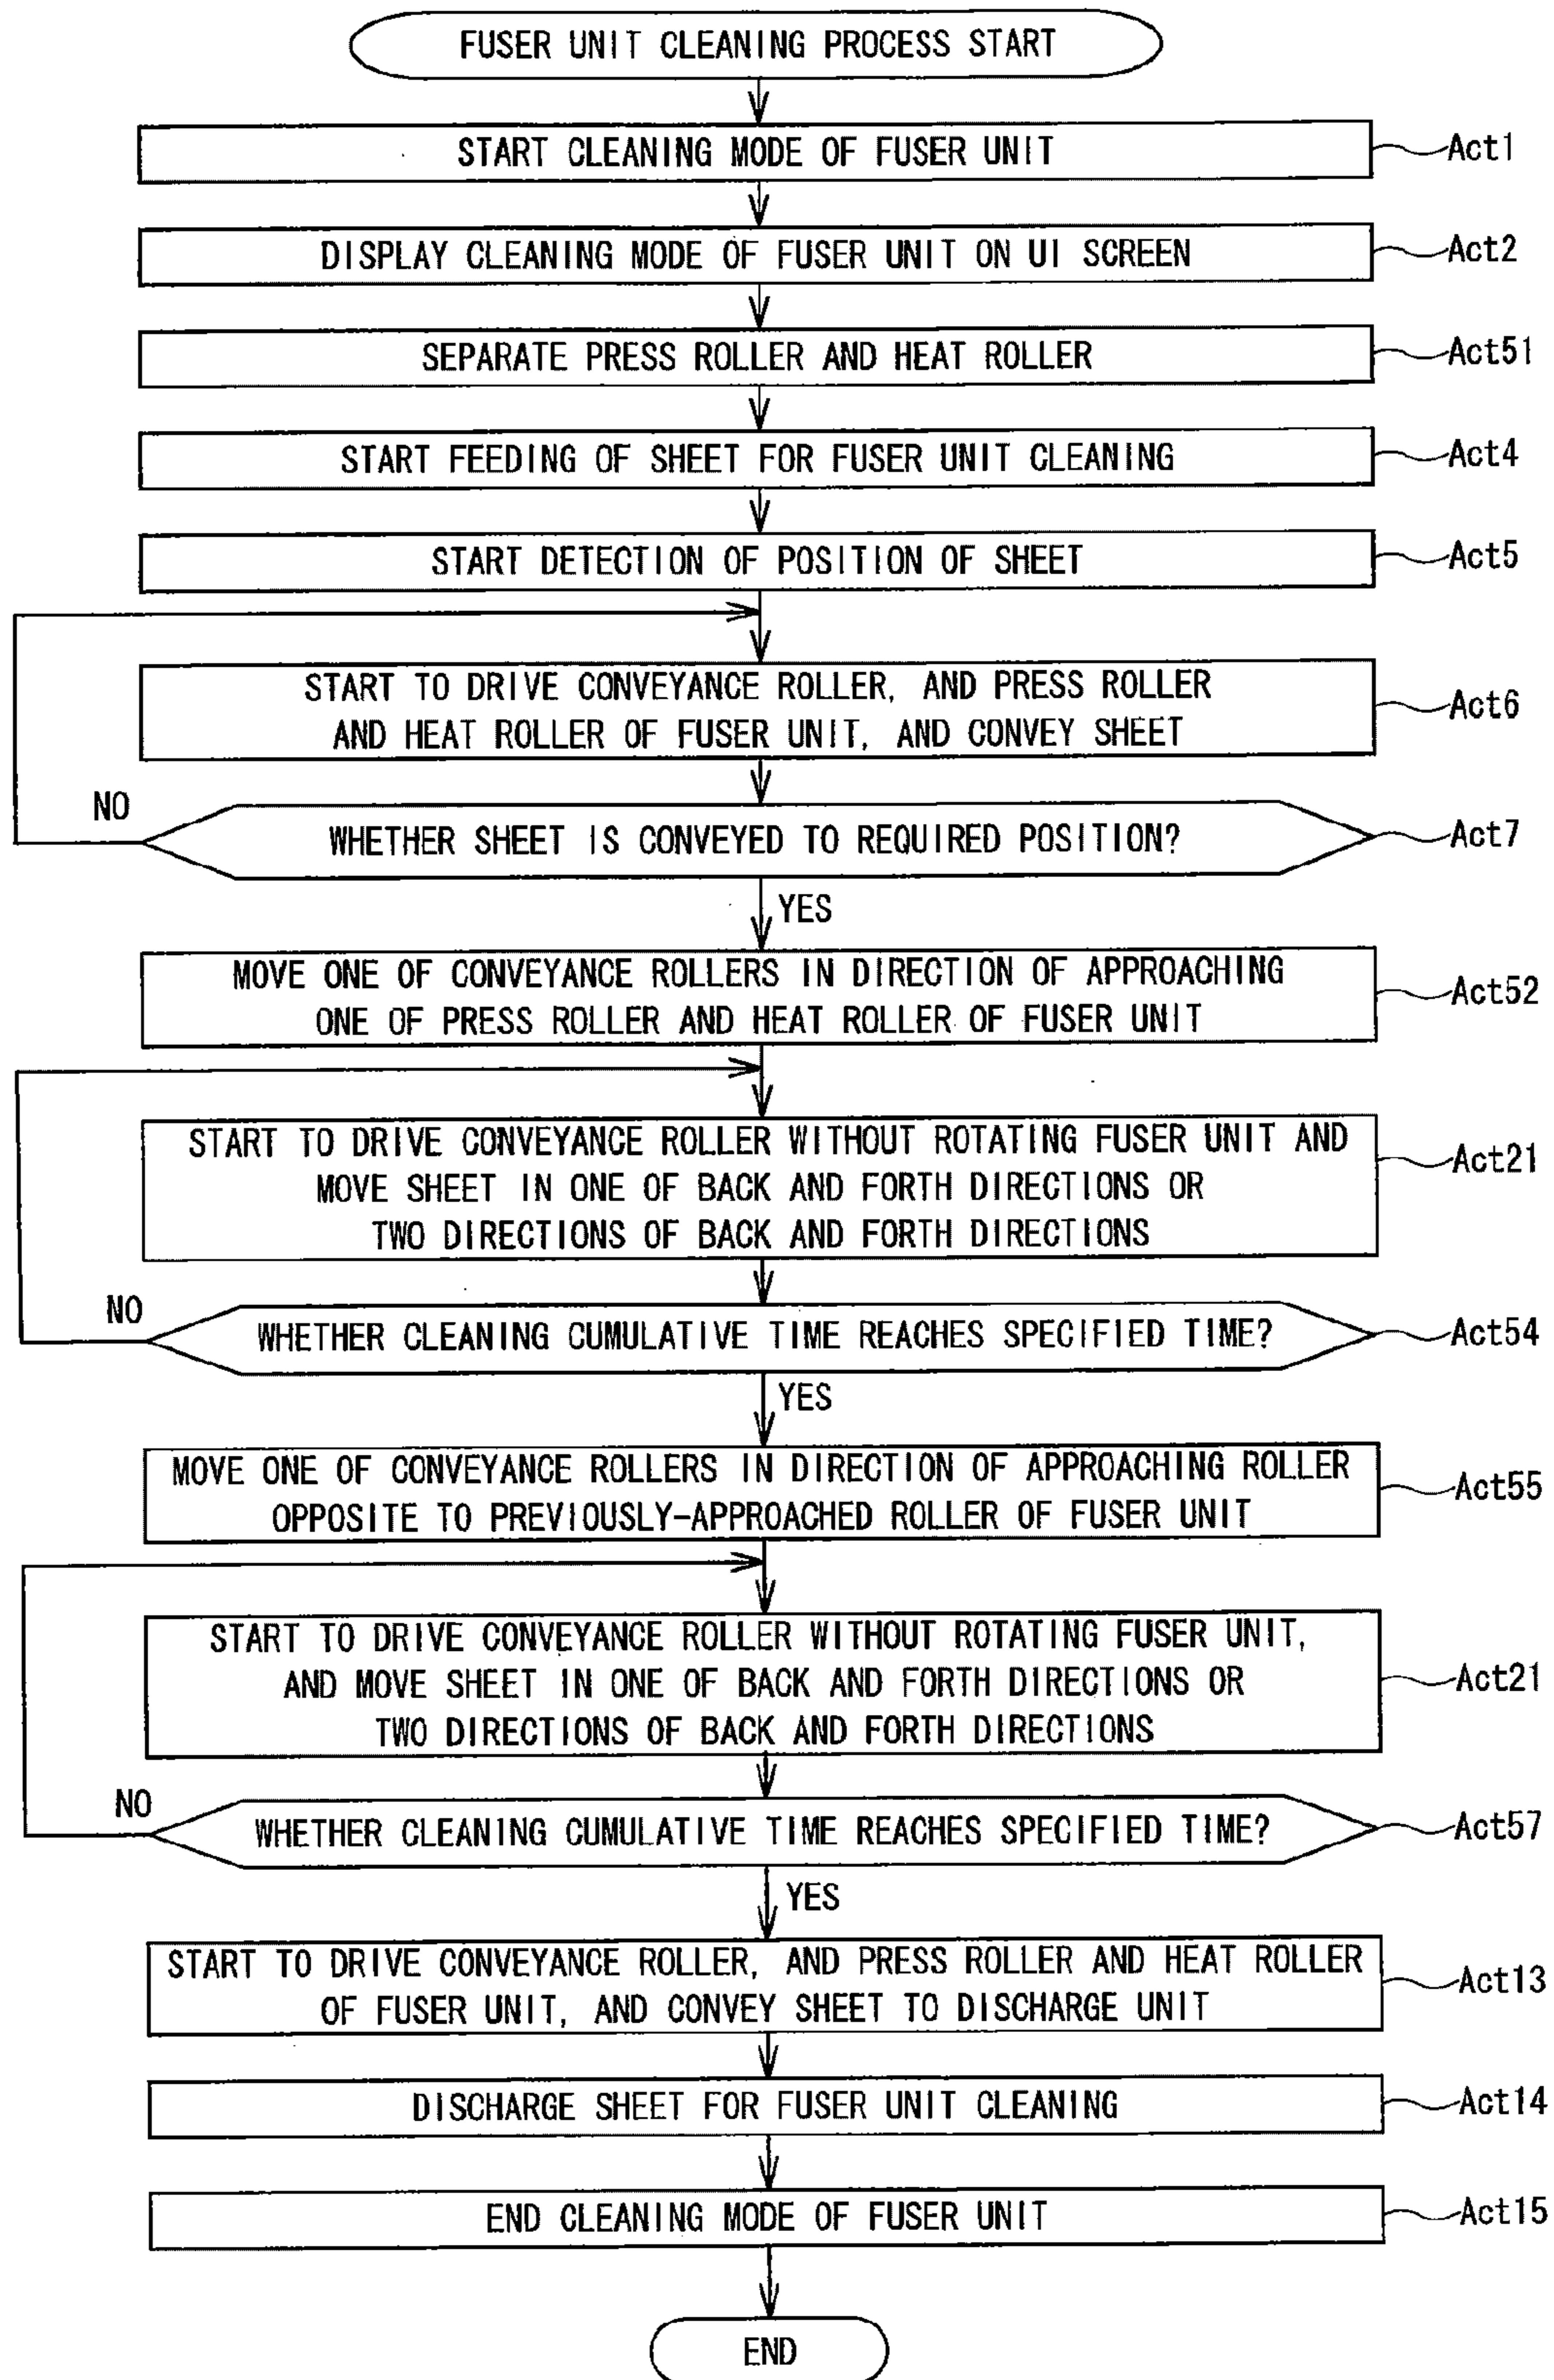 FUSER UNIT CLEANING PROCESS START
START CLEANING MODE OF FUSER UNIT
Act1
DISPLAY CLEANING MODE OF FUSER UNIT ON UI SCREEN
Act2
SEPARATE PRESS ROLLER AND HEAT ROLLER
Act51
START FEEDING OF SHEET FOR FUSER UNIT CLEANING
Act4
START DETECTION OF POSITION OF SHEET
Act5
START TO DRIVE CONVEYANCE ROLLER, AND PRESS ROLLER
AND HEAT ROLLER OF FUSER UNIT, AND CONVEY SHEET
Act6
NO
WHETHER SHEET IS CONVEYED TO REQUIRED POSITION?
Act7
YES
MOVE ONE OF CONVEYANCE ROLLERS IN DIRECTION OF APPROACHING
ONE OF PRESS ROLLER AND HEAT ROLLER OF FUSER UNIT
Act52
START TO DRIVE CONVEYANCE ROLLER WITHOUT ROTATING FUSER UNIT AND
MOVE SHEET IN ONE OF BACK AND FORTH DIRECTIONS OR
TWO DIRECTIONS OF BACK AND FORTH DIRECTIONS
Act21
NO
WHETHER CLEANING CUMULATIVE TIME REACHES SPECIFIED TIME?
Act54
YES
MOVE ONE OF CONVEYANCE ROLLERS IN DIRECTION OF APPROACHING ROLLER
OPPOSITE TO PREVIOUSLY-APPROACHED ROLLER OF FUSER UNIT
Act55
START TO DRIVE CONVEYANCE ROLLER WITHOUT ROTATING FUSER UNIT,
AND MOVE SHEET IN ONE OF BACK AND FORTH DIRECTIONS OR
TWO DIRECTIONS OF BACK AND FORTH DIRECTIONS
Act21
NO
WHETHER CLEANING CUMULATIVE TIME REACHES SPECIFIED TIME?
Act57
YES
START TO DRIVE CONVEYANCE ROLLER, AND PRESS ROLLER AND HEAT ROLLER
OF FUSER UNIT, AND CONVEY SHEET TO DISCHARGE UNIT
Act13
DISCHARGE SHEET FOR FUSER UNIT CLEANING
Act14
END CLEANING MODE OF FUSER UNIT
Act15
END